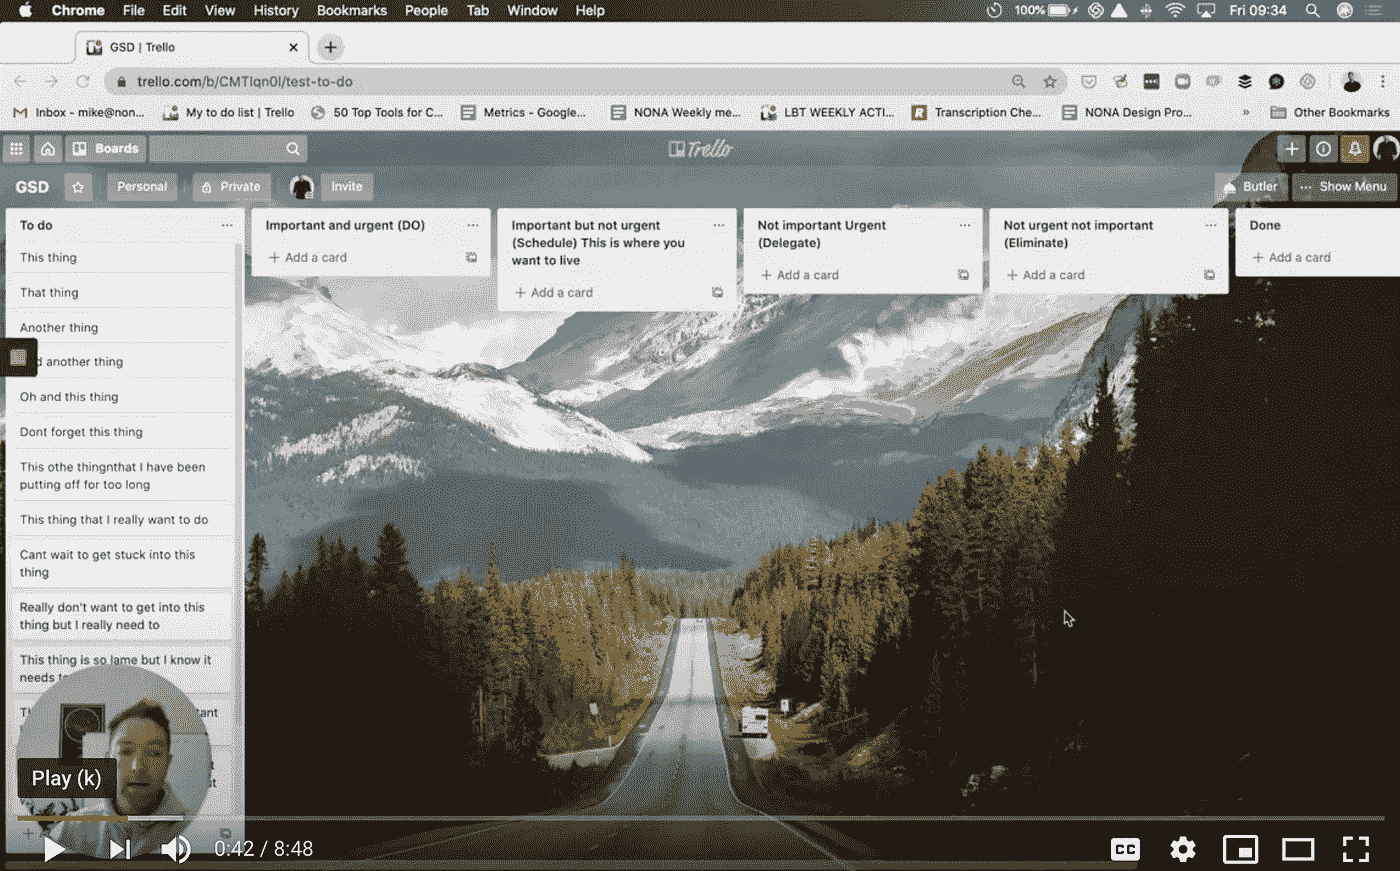 Chrome File Edit View History Bookmarks People Tab Window Help 100% Fri 09:34
GSD | Trello
trello.com/b/CMTlqn0l/test-to-do
Inbox - mike@non... My to do list | Trello 50 Top Tools for C... Metrics - Google... NONA Weekly me... LBT WEEKLY ACTI... Transcription Che... NONA Design Pro... » Other Bookmarks
Boards Trello
GSD Personal Private Invite Butler ... Show Menu
To do
This thing
That thing
Another thing
d another thing
Oh and this thing
Dont forget this thing
This othe thingnthat I have been
putting off for too long
This thing that I really want to do
Cant wait to get stuck into this
thing
Really don't want to get into this
thing but I really need to
This thing is so lame but I know it
needs
Important and urgent (DO)
+ Add a card
Important but not urgent
(Schedule) This is where you
want to live
+ Add a card
Not important Urgent
(Delegate)
+ Add a card
Not urgent not important
(Eliminate)
+ Add a card
Done
+ Add a card
Play (k)
0:42 / 8:48
CC